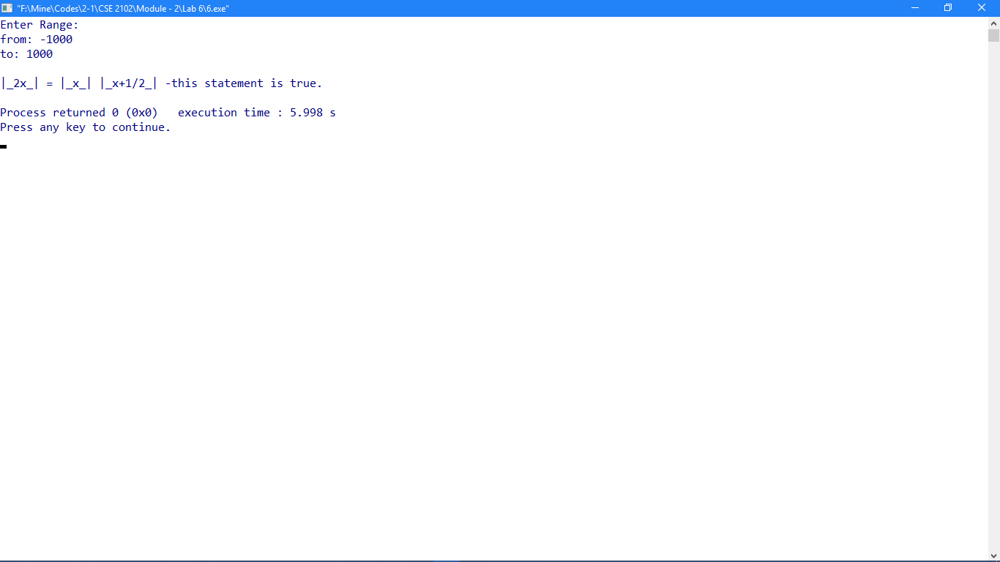 "F:\Mine\Codes\2-1\CSE 2102\Module - 2\Lab 6\6.exe"
Enter Range:
from: -1000
to: 1000
|_2x_| = |_x_| |_x+1/2_| -this statement is true.
Process returned 0 (0x0)   execution time : 5.998 s
Press any key to continue.